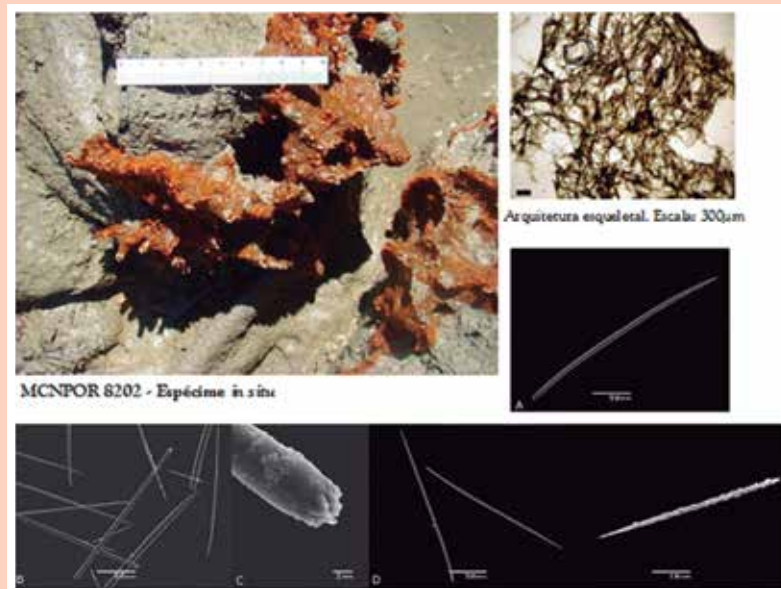 Arquitetura esqueletal. Escala: 300µm
MCNPOR 8202 - Espécime in situ
A
B
C
D